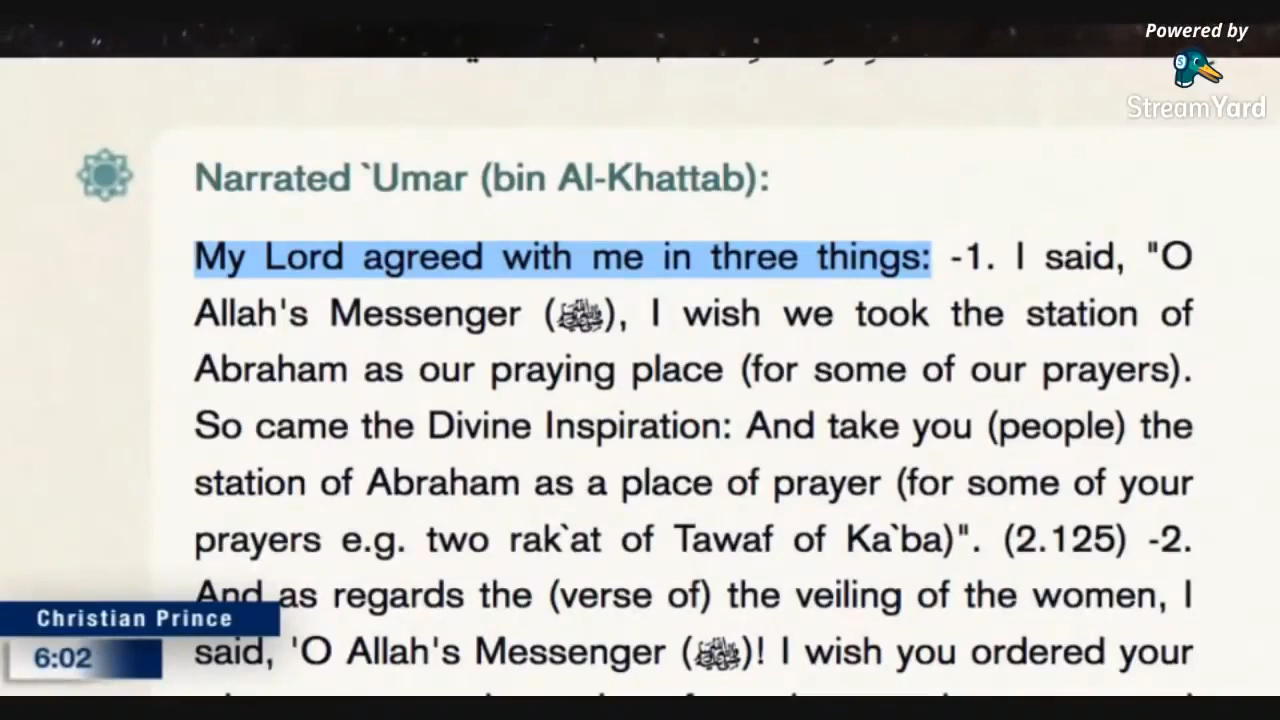 Powered by
StreamYard
Narrated `Umar (bin Al-Khattab):
My Lord agreed with me in three things: -1. I said, "O
Allah's Messenger (ﷺ), I wish we took the station of
Abraham as our praying place (for some of our prayers).
So came the Divine Inspiration: And take you (people) the
station of Abraham as a place of prayer (for some of your
prayers e.g. two rak`at of Tawaf of Ka`ba)". (2.125) -2.
And as regards the (verse of) the veiling of the women, I
said, 'O Allah's Messenger (ﷺ)! I wish you ordered your
Christian Prince
6:02